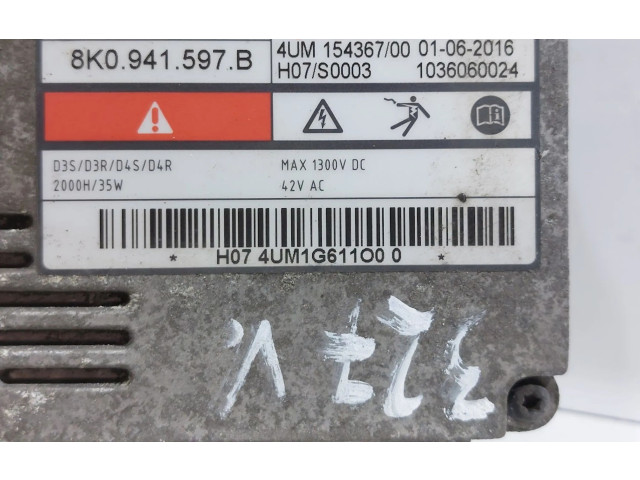 8K0.941.597.B
4UM 154367/00 01-06-2016
H07/S0003 1036060024
D3S/D3R/D4S/D4R
2000H/35W
MAX 1300V DC
42V AC
* H07 4UM1G611O0 0 *